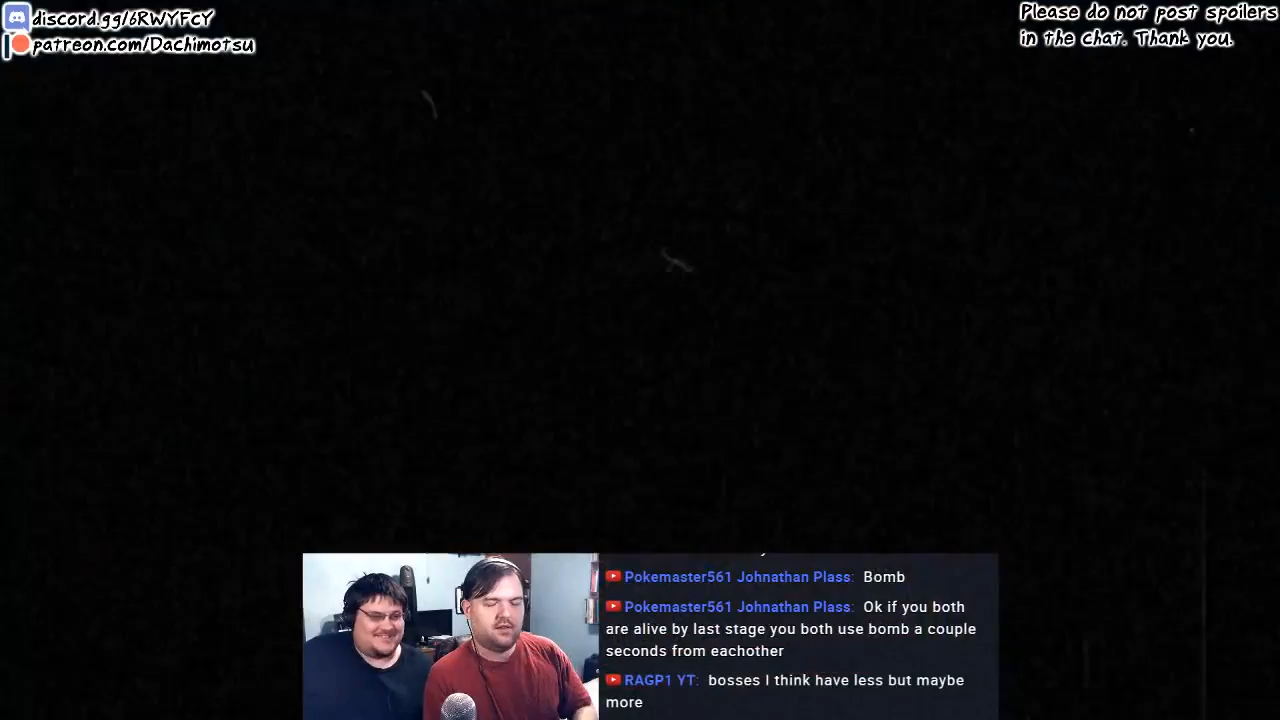 discord.gg/6RWYFcY
patreon.com/Dachimotsu
Please do not post spoilers
in the chat. Thank you.
Pokemaster561 Johnathan Plass: Bomb
Pokemaster561 Johnathan Plass: Ok if you both
are alive by last stage you both use bomb a couple
seconds from eachother
RAGP1 YT: bosses I think have less but maybe
more